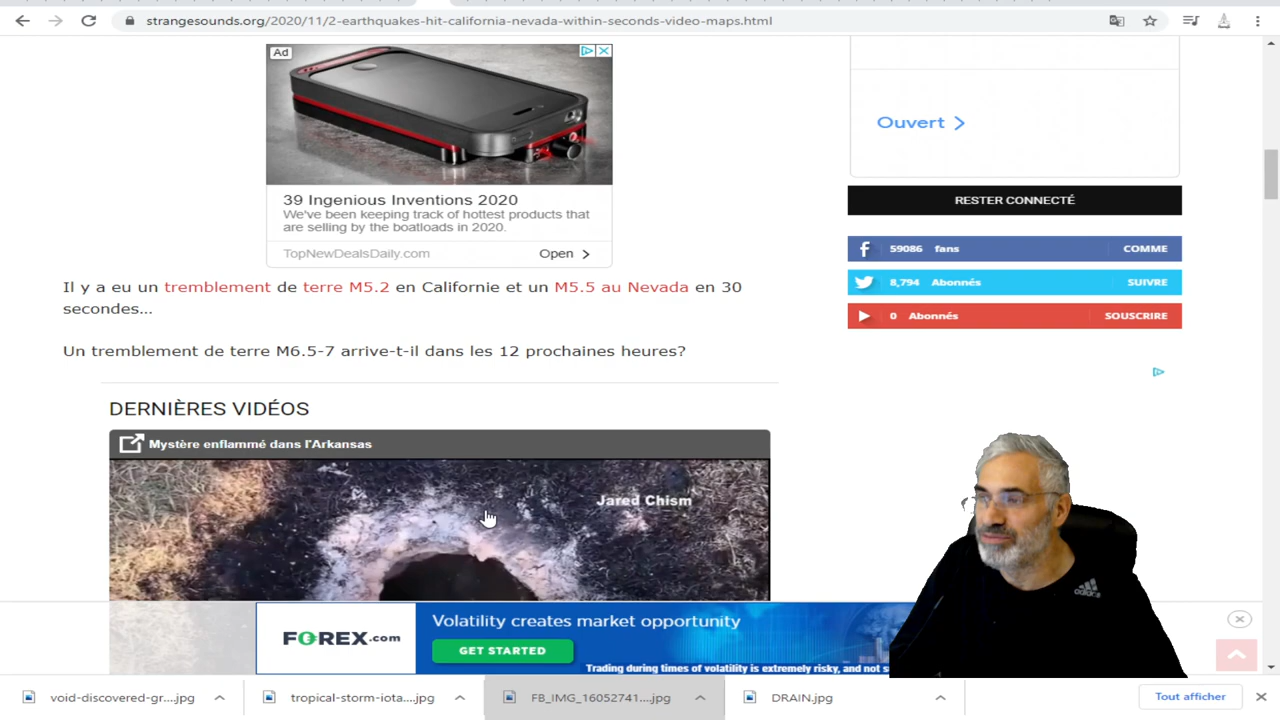 strangesounds.org/2020/11/2-earthquakes-hit-california-nevada-within-seconds-video-maps.html
Ad
39 Ingenious Inventions 2020
We've been keeping track of hottest products that
are selling by the boatloads in 2020.
TopNewDealsDaily.com Open
Ouvert
RESTER CONNECTÉ
59086 fans COMME
8,794 Abonnés SUIVRE
0 Abonnés SOUSCRIRE
Il y a eu un tremblement de terre M5.2 en Californie et un M5.5 au Nevada en 30
secondes...
Un tremblement de terre M6.5-7 arrive-t-il dans les 12 prochaines heures?
DERNIÈRES VIDÉOS
Mystère enflammé dans l'Arkansas
Jared Chism
FOREX.com
Volatility creates market opportunity
GET STARTED
Trading during times of volatility is extremely risky, and not
adidas
void-discovered-gr....jpg
tropical-storm-iota....jpg
FB_IMG_16052741....jpg
DRAIN.jpg
Tout afficher